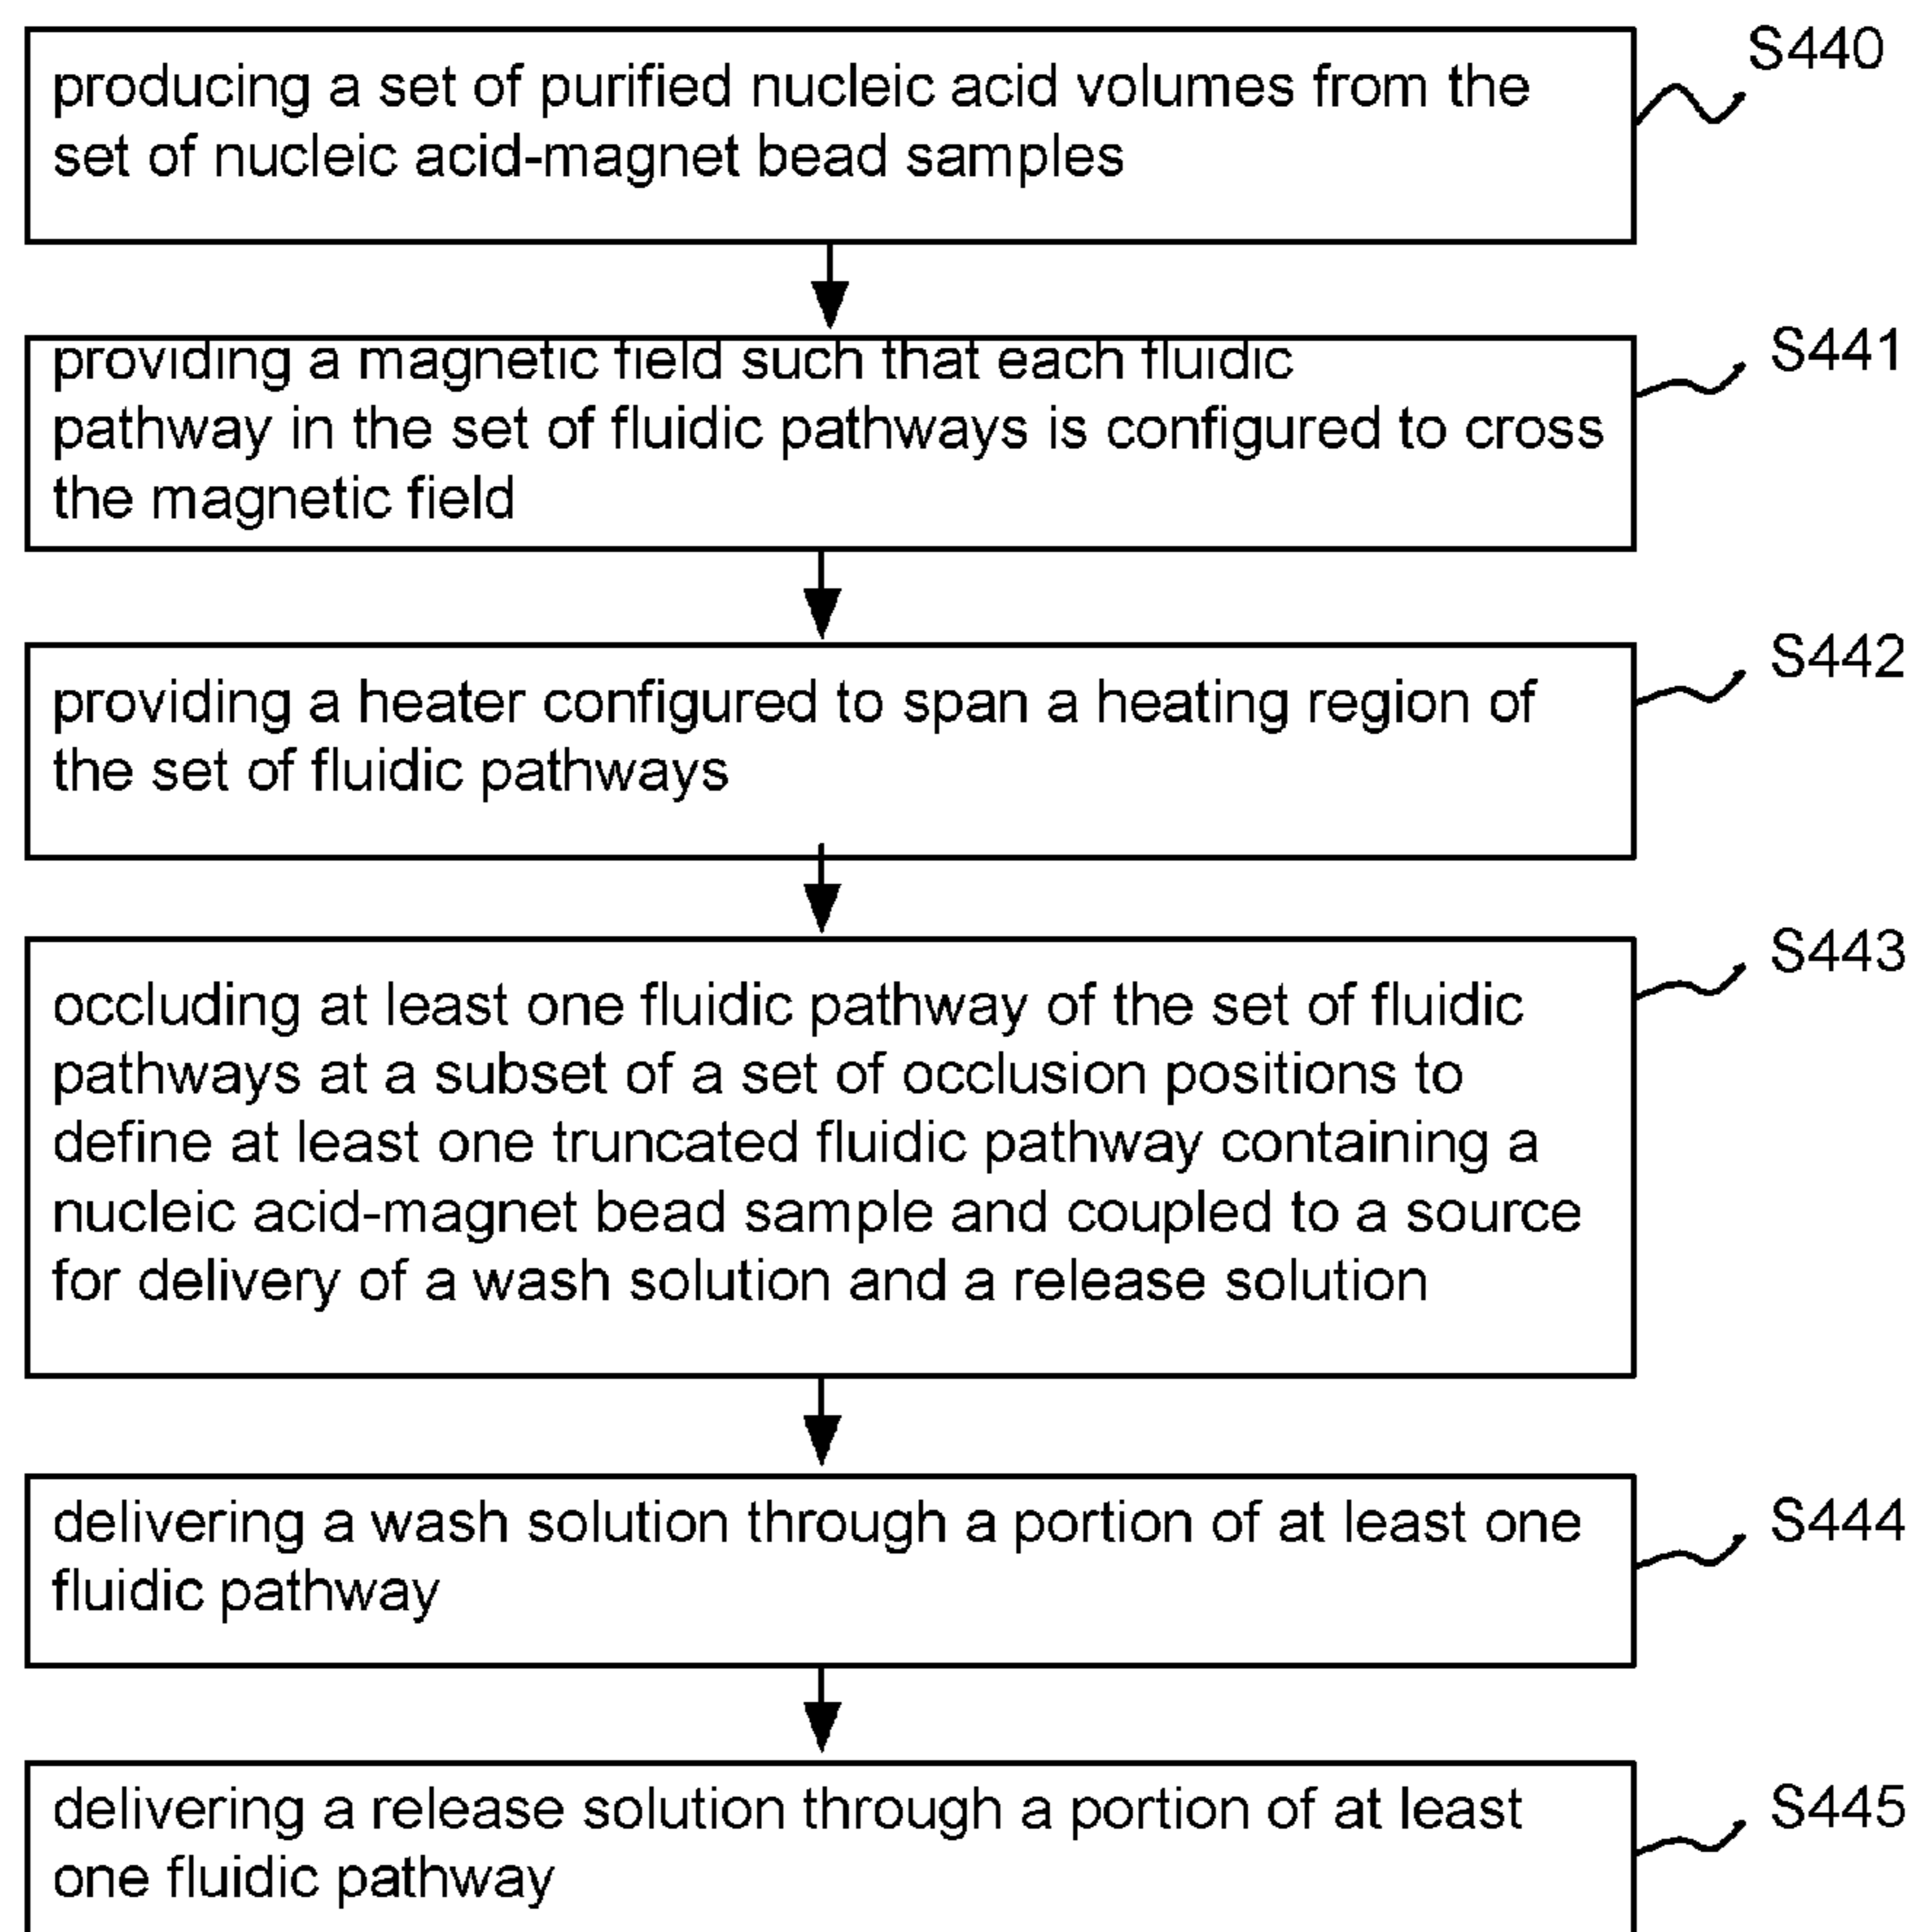 producing a set of purified nucleic acid volumes from the
set of nucleic acid-magnet bead samples
S440
providing a magnetic field such that each fluidic
pathway in the set of fluidic pathways is configured to cross
the magnetic field
S441
providing a heater configured to span a heating region of
the set of fluidic pathways
S442
occluding at least one fluidic pathway of the set of fluidic
pathways at a subset of a set of occlusion positions to
define at least one truncated fluidic pathway containing a
nucleic acid-magnet bead sample and coupled to a source
for delivery of a wash solution and a release solution
S443
delivering a wash solution through a portion of at least one
fluidic pathway
S444
delivering a release solution through a portion of at least
one fluidic pathway
S445